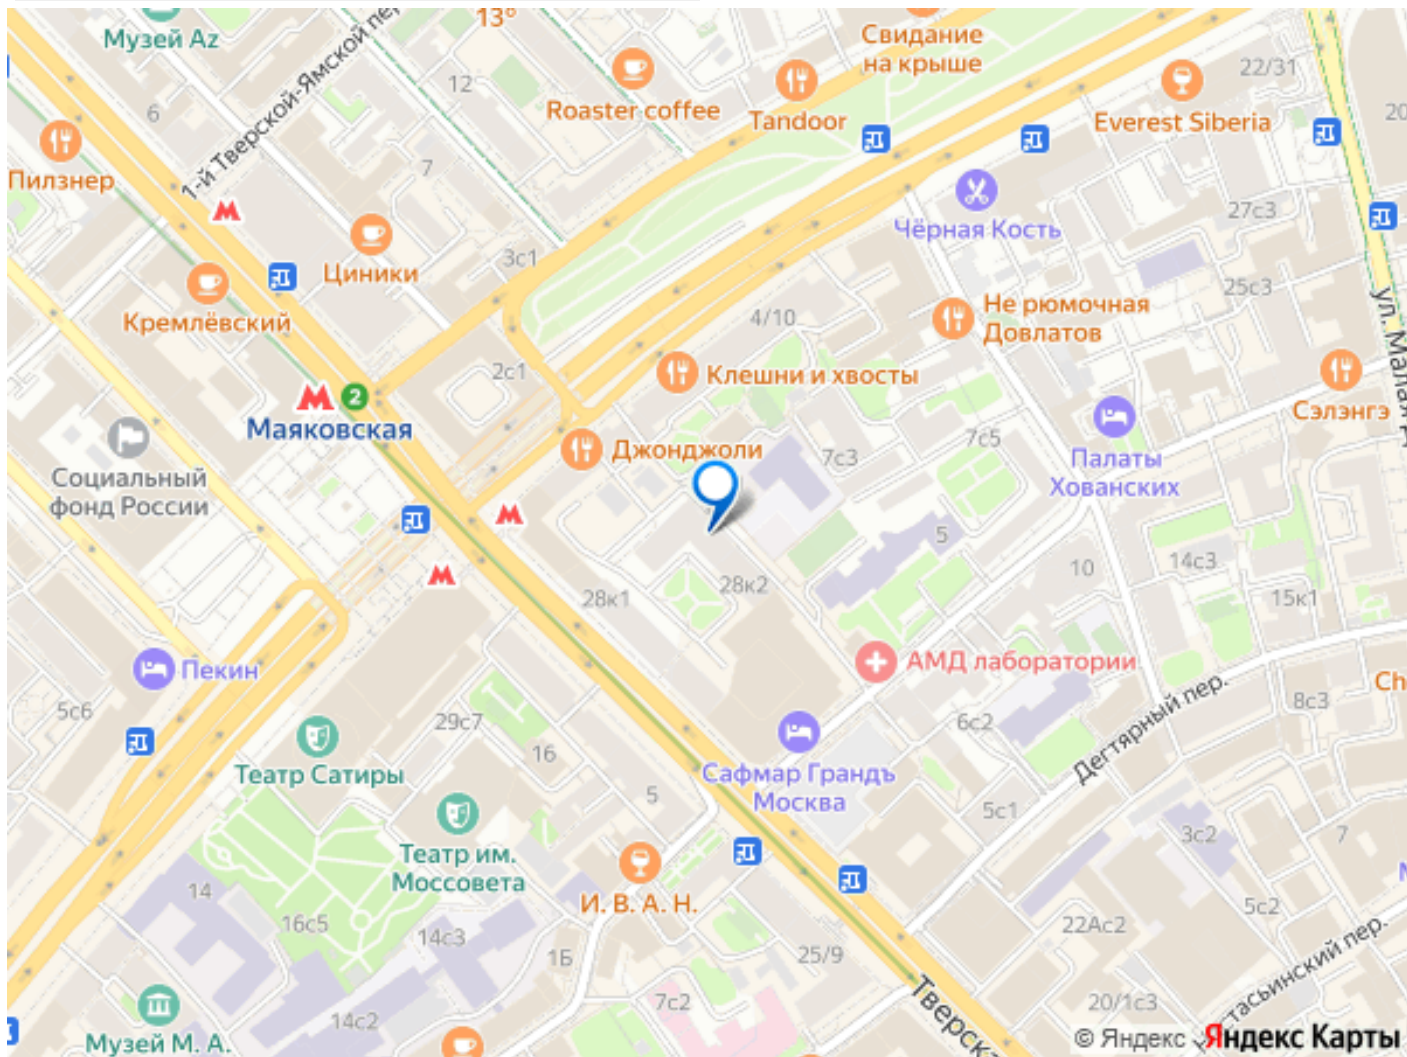 Музей Az
13°
Свидание
на крыше
22/31
12
Roaster coffee
Tandoor
Everest Siberia
20
6
1-й Тверской-Ямской пер.
7
Пилзнер
Чёрная Кость
27с3
Циники
3с1
25с3
Кремлёвский
4/10
Не рюмочная
Довлатов
ул. Малая Д
2с1
Клешни и хвосты
Сэлэнгэ
2
Маяковская
Джонджоли
7с3
7с5
Палаты
Хованских
Социальный
фонд России
5
10
14с3
28к1
28к2
15к1
Пекин
АМД лаборатории
Ch
5с6
29с7
16
6с2
Дегтярный пер.
8с3
Театр Сатиры
Сафмар Грандъ
Москва
5
5с1
3с2
7
Театр им.
Моссовета
14
И. В. А. Н.
16с5
14с3
1Б
25/9
22Ас2
5с2
7с2
14с2
20/1с3
Тверска
стасьинский пер.
Музей М. А.
© Яндекс
Яндекс Карты